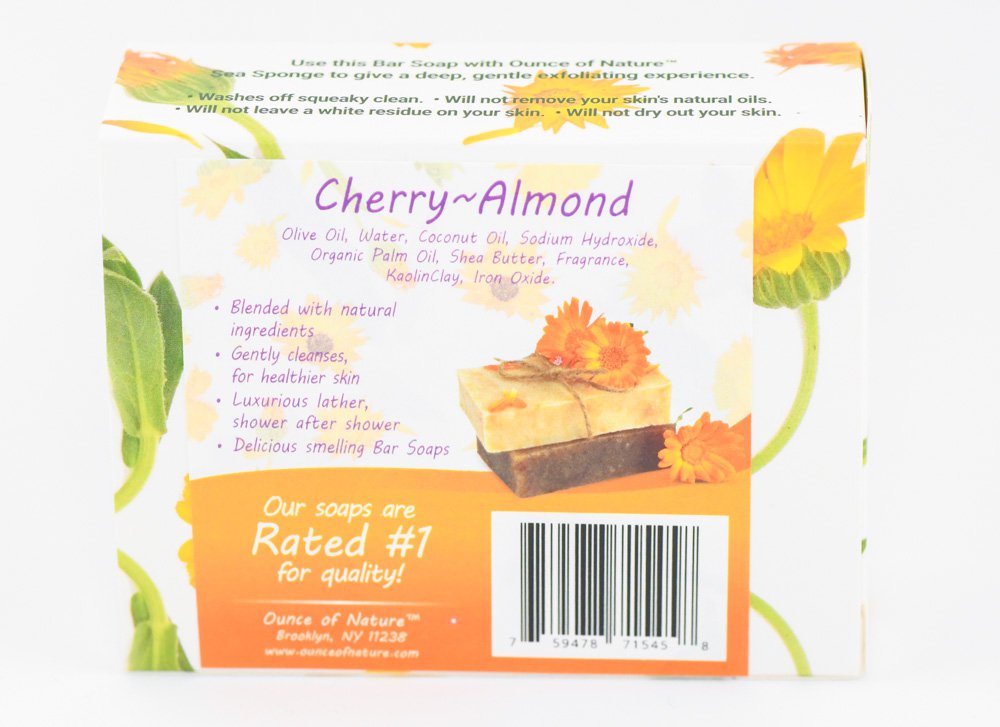 Use this Bar Soap with Ounce of Nature™
Sea Sponge to give a deep, gentle exfoliating experience.
• Washes off squeaky clean. • Will not remove your skin's natural oils.
• Will not leave a white residue on your skin. • Will not dry out your skin.
Cherry~Almond
Olive Oil, Water, Coconut Oil, Sodium Hydroxide,
Organic Palm Oil, Shea Butter, Fragrance,
KaolinClay, Iron Oxide.
• Blended with natural
ingredients
• Gently cleanses,
for healthier skin
• Luxurious lather,
shower after shower
• Delicious smelling Bar Soaps
Our soaps are
Rated #1
for quality!
Ounce of Nature™
Brooklyn, NY 11238
www.ounceofnature.com
7 59478 71545 8